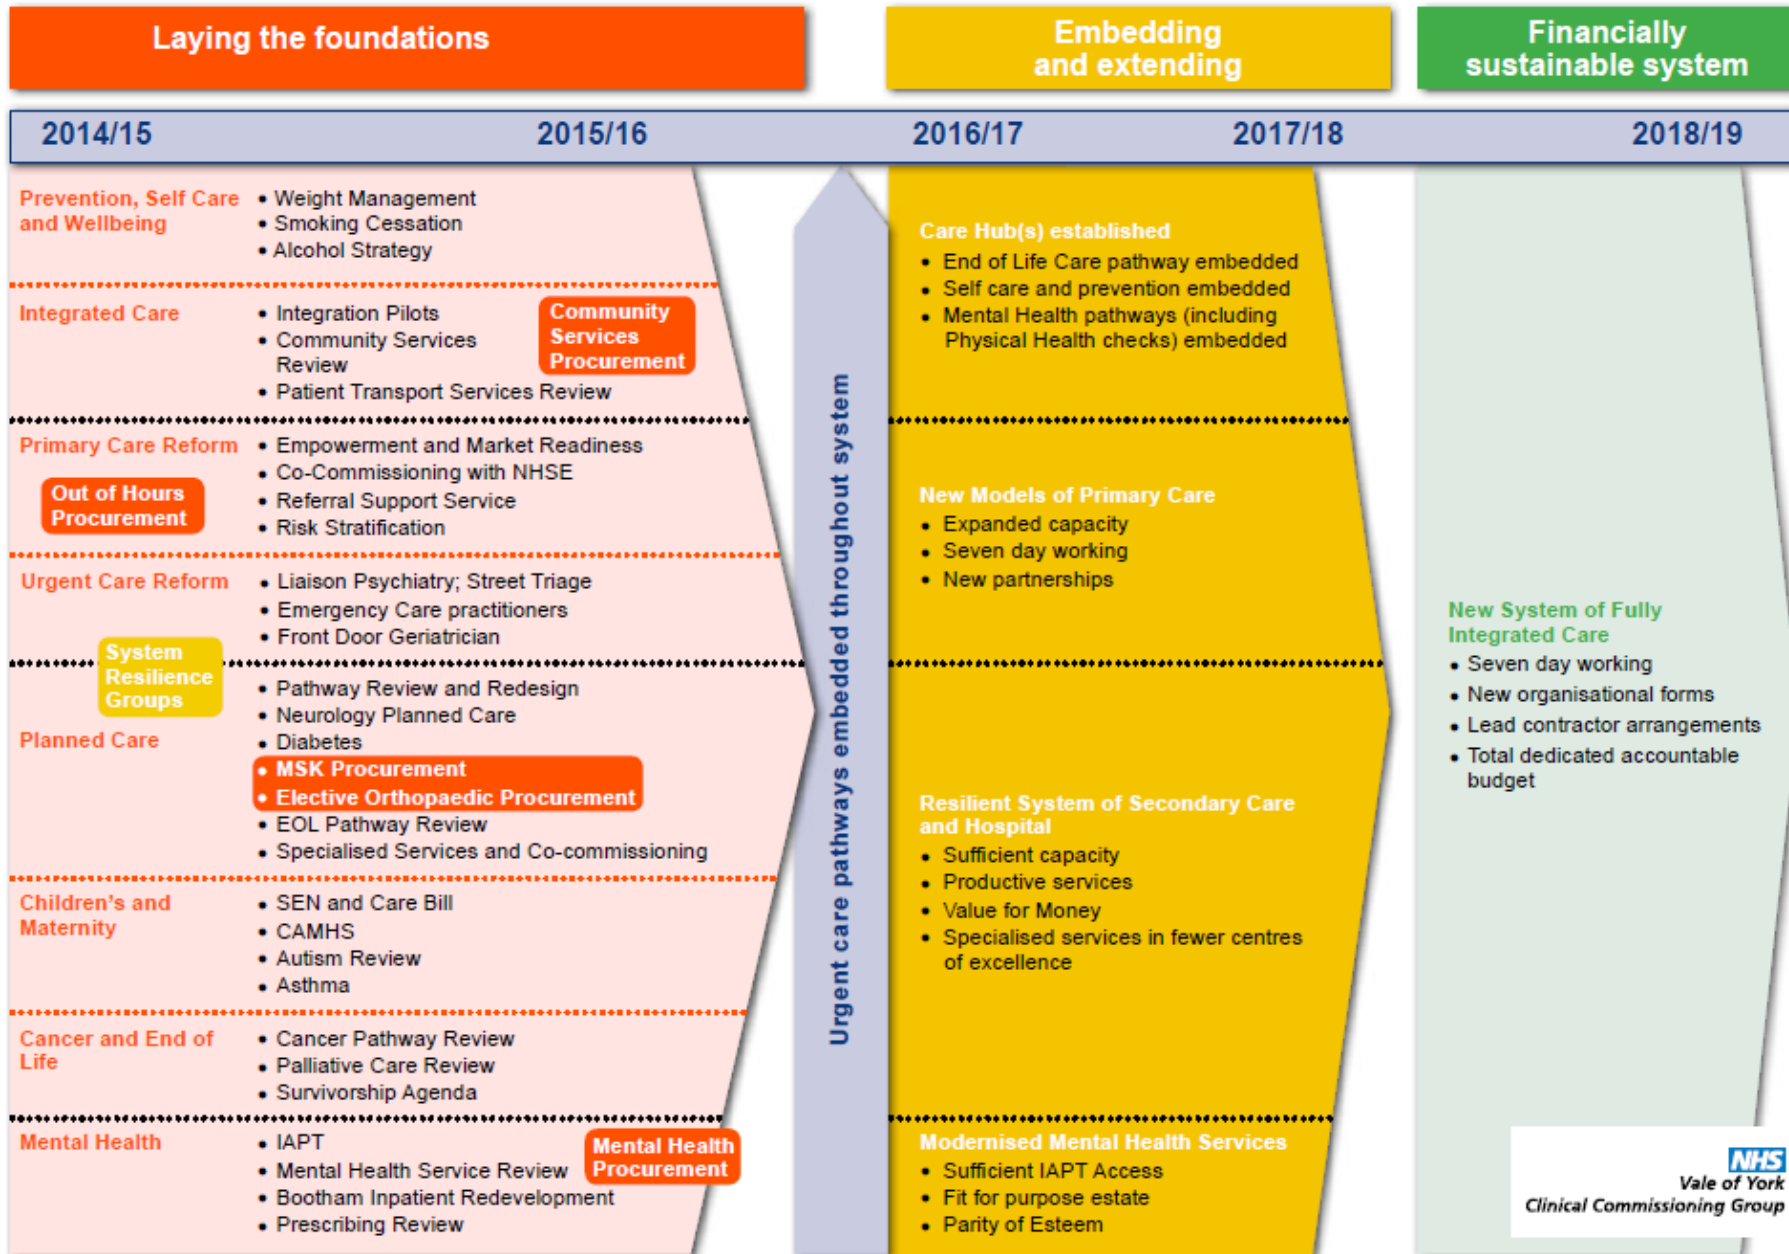 Laying the foundations
Embedding
and extending
Financially
sustainable system
2014/15
2015/16
2016/17
2017/18
2018/19
Prevention, Self Care
and Wellbeing
• Weight Management
• Smoking Cessation
• Alcohol Strategy
Integrated Care
• Integration Pilots
• Community Services
Review
• Patient Transport Services Review
Community
Services
Procurement
Primary Care Reform
Out of Hours
Procurement
• Empowerment and Market Readiness
• Co-Commissioning with NHSE
• Referral Support Service
• Risk Stratification
Urgent Care Reform
• Liaison Psychiatry; Street Triage
• Emergency Care practitioners
• Front Door Geriatrician
System
Resilience
Groups
Planned Care
• Pathway Review and Redesign
• Neurology Planned Care
• Diabetes
• MSK Procurement
• Elective Orthopaedic Procurement
• EOL Pathway Review
• Specialised Services and Co-commissioning
Children's and
Maternity
• SEN and Care Bill
• CAMHS
• Autism Review
• Asthma
Cancer and End of
Life
• Cancer Pathway Review
• Palliative Care Review
• Survivorship Agenda
Mental Health
• IAPT
• Mental Health Service Review
• Bootham Inpatient Redevelopment
• Prescribing Review
Mental Health
Procurement
Urgent care pathways embedded throughout system
Care Hub(s) established
• End of Life Care pathway embedded
• Self care and prevention embedded
• Mental Health pathways (including
Physical Health checks) embedded
New Models of Primary Care
• Expanded capacity
• Seven day working
• New partnerships
Resilient System of Secondary Care
and Hospital
• Sufficient capacity
• Productive services
• Value for Money
• Specialised services in fewer centres
of excellence
Modernised Mental Health Services
• Sufficient IAPT Access
• Fit for purpose estate
• Parity of Esteem
New System of Fully
Integrated Care
• Seven day working
• New organisational forms
• Lead contractor arrangements
• Total dedicated accountable
budget
NHS
Vale of York
Clinical Commissioning Group